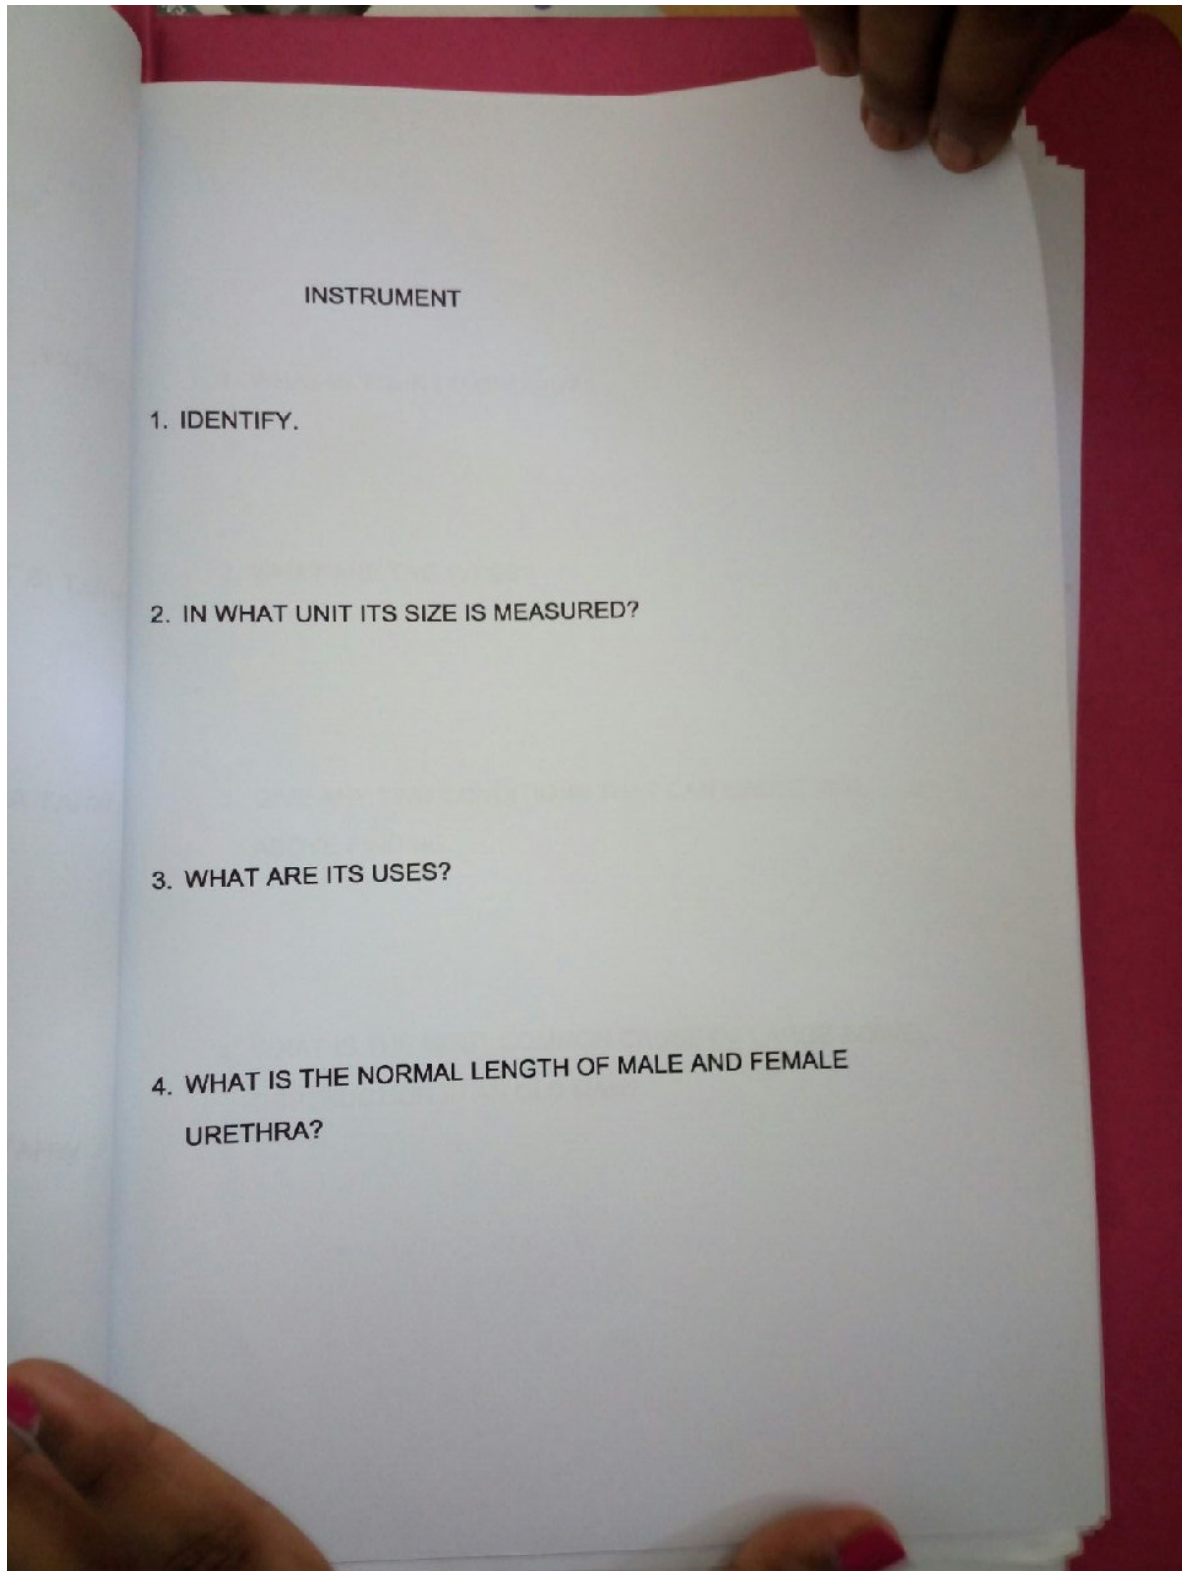 INSTRUMENT
1. IDENTIFY.
2. IN WHAT UNIT ITS SIZE IS MEASURED?
3. WHAT ARE ITS USES?
4. WHAT IS THE NORMAL LENGTH OF MALE AND FEMALE
URETHRA?